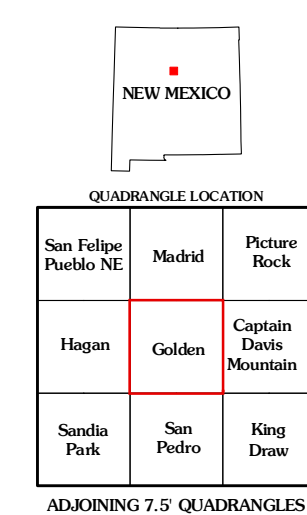 NEW MEXICO
QUADRANGLE LOCATION
San Felipe
Pueblo NE
Madrid
Picture
Rock
Hagan
Golden
Captain
Davis
Mountain
Sandia
Park
San
Pedro
King
Draw
ADJOINING 7.5' QUADRANGLES